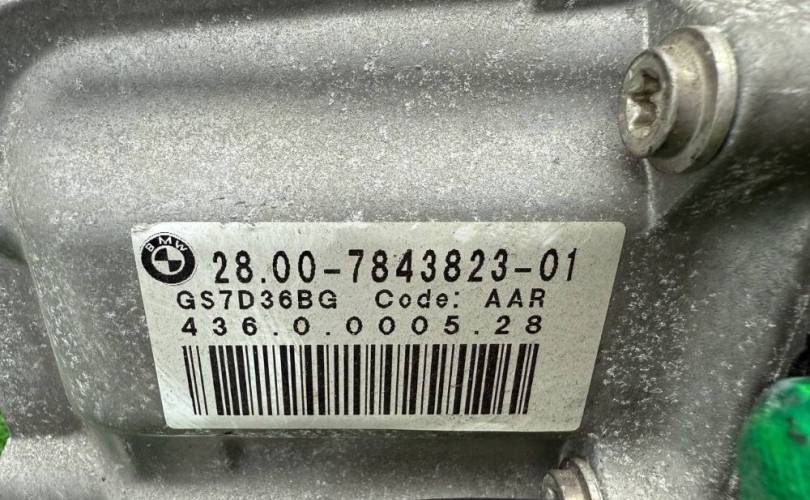 BMW
28.00-7843823-01
GS7D36BG Code: AAR
436.0.0005.28